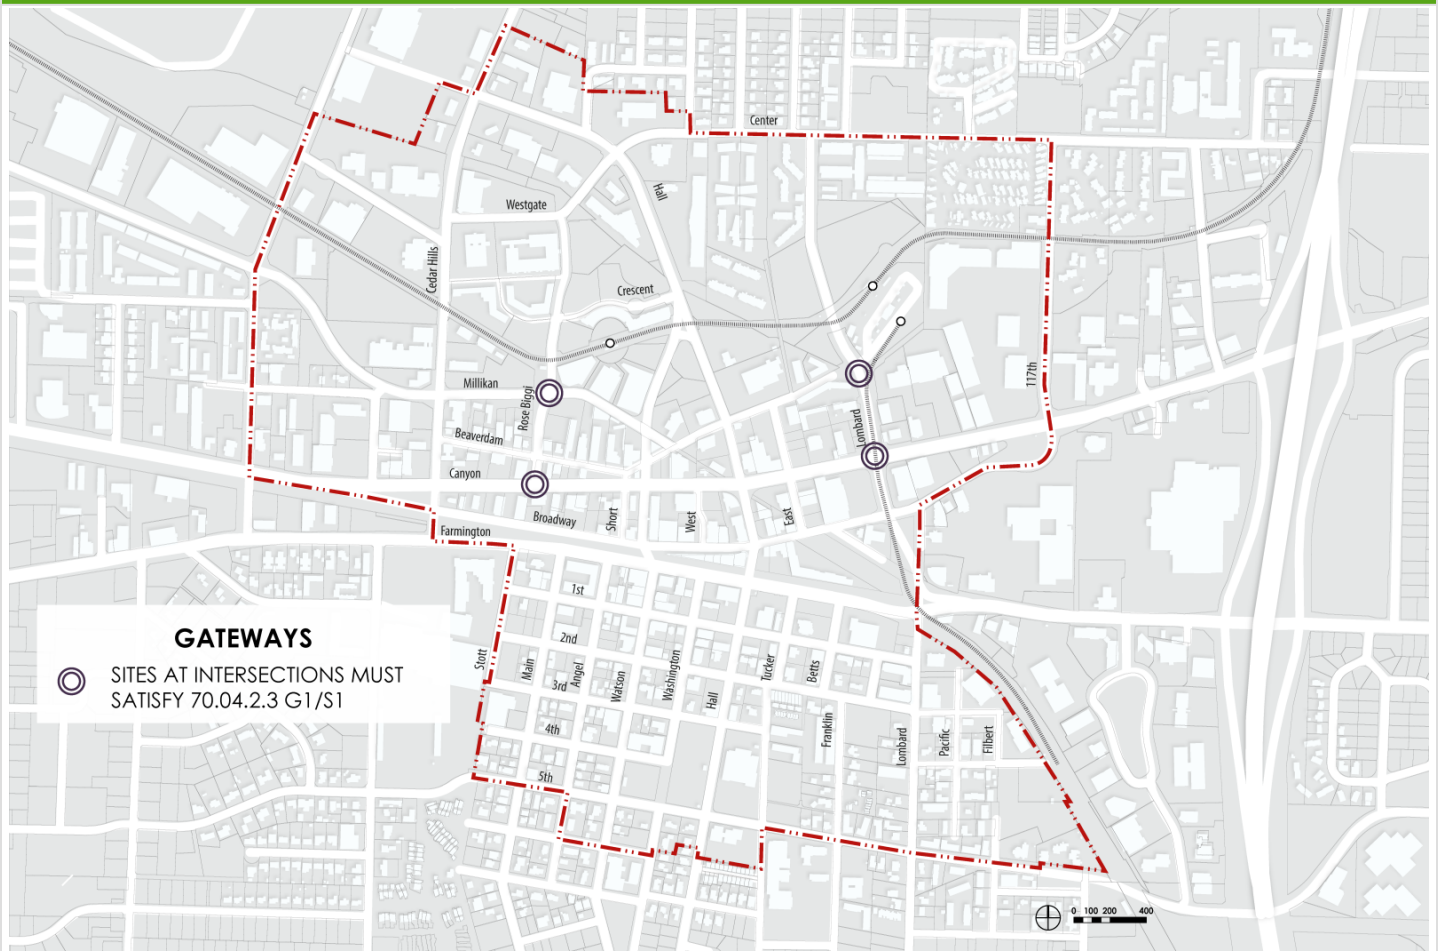 Center
Hall
Westgate
Cedar Hills
Crescent
117th
Millikan
Rose Biggi
Lombard
Beaverdam
Canyon
Broadway
Short
West
East
Farmington
1st
GATEWAYS
SITES AT INTERSECTIONS MUST
SATISFY 70.04.2.3 G1/S1
2nd
Stott
Main
Angel
3rd
Watson
Washington
Hall
Tucker
Betts
4th
Franklin
Lombard
Pacific
Filbert
5th
0 100 200 400